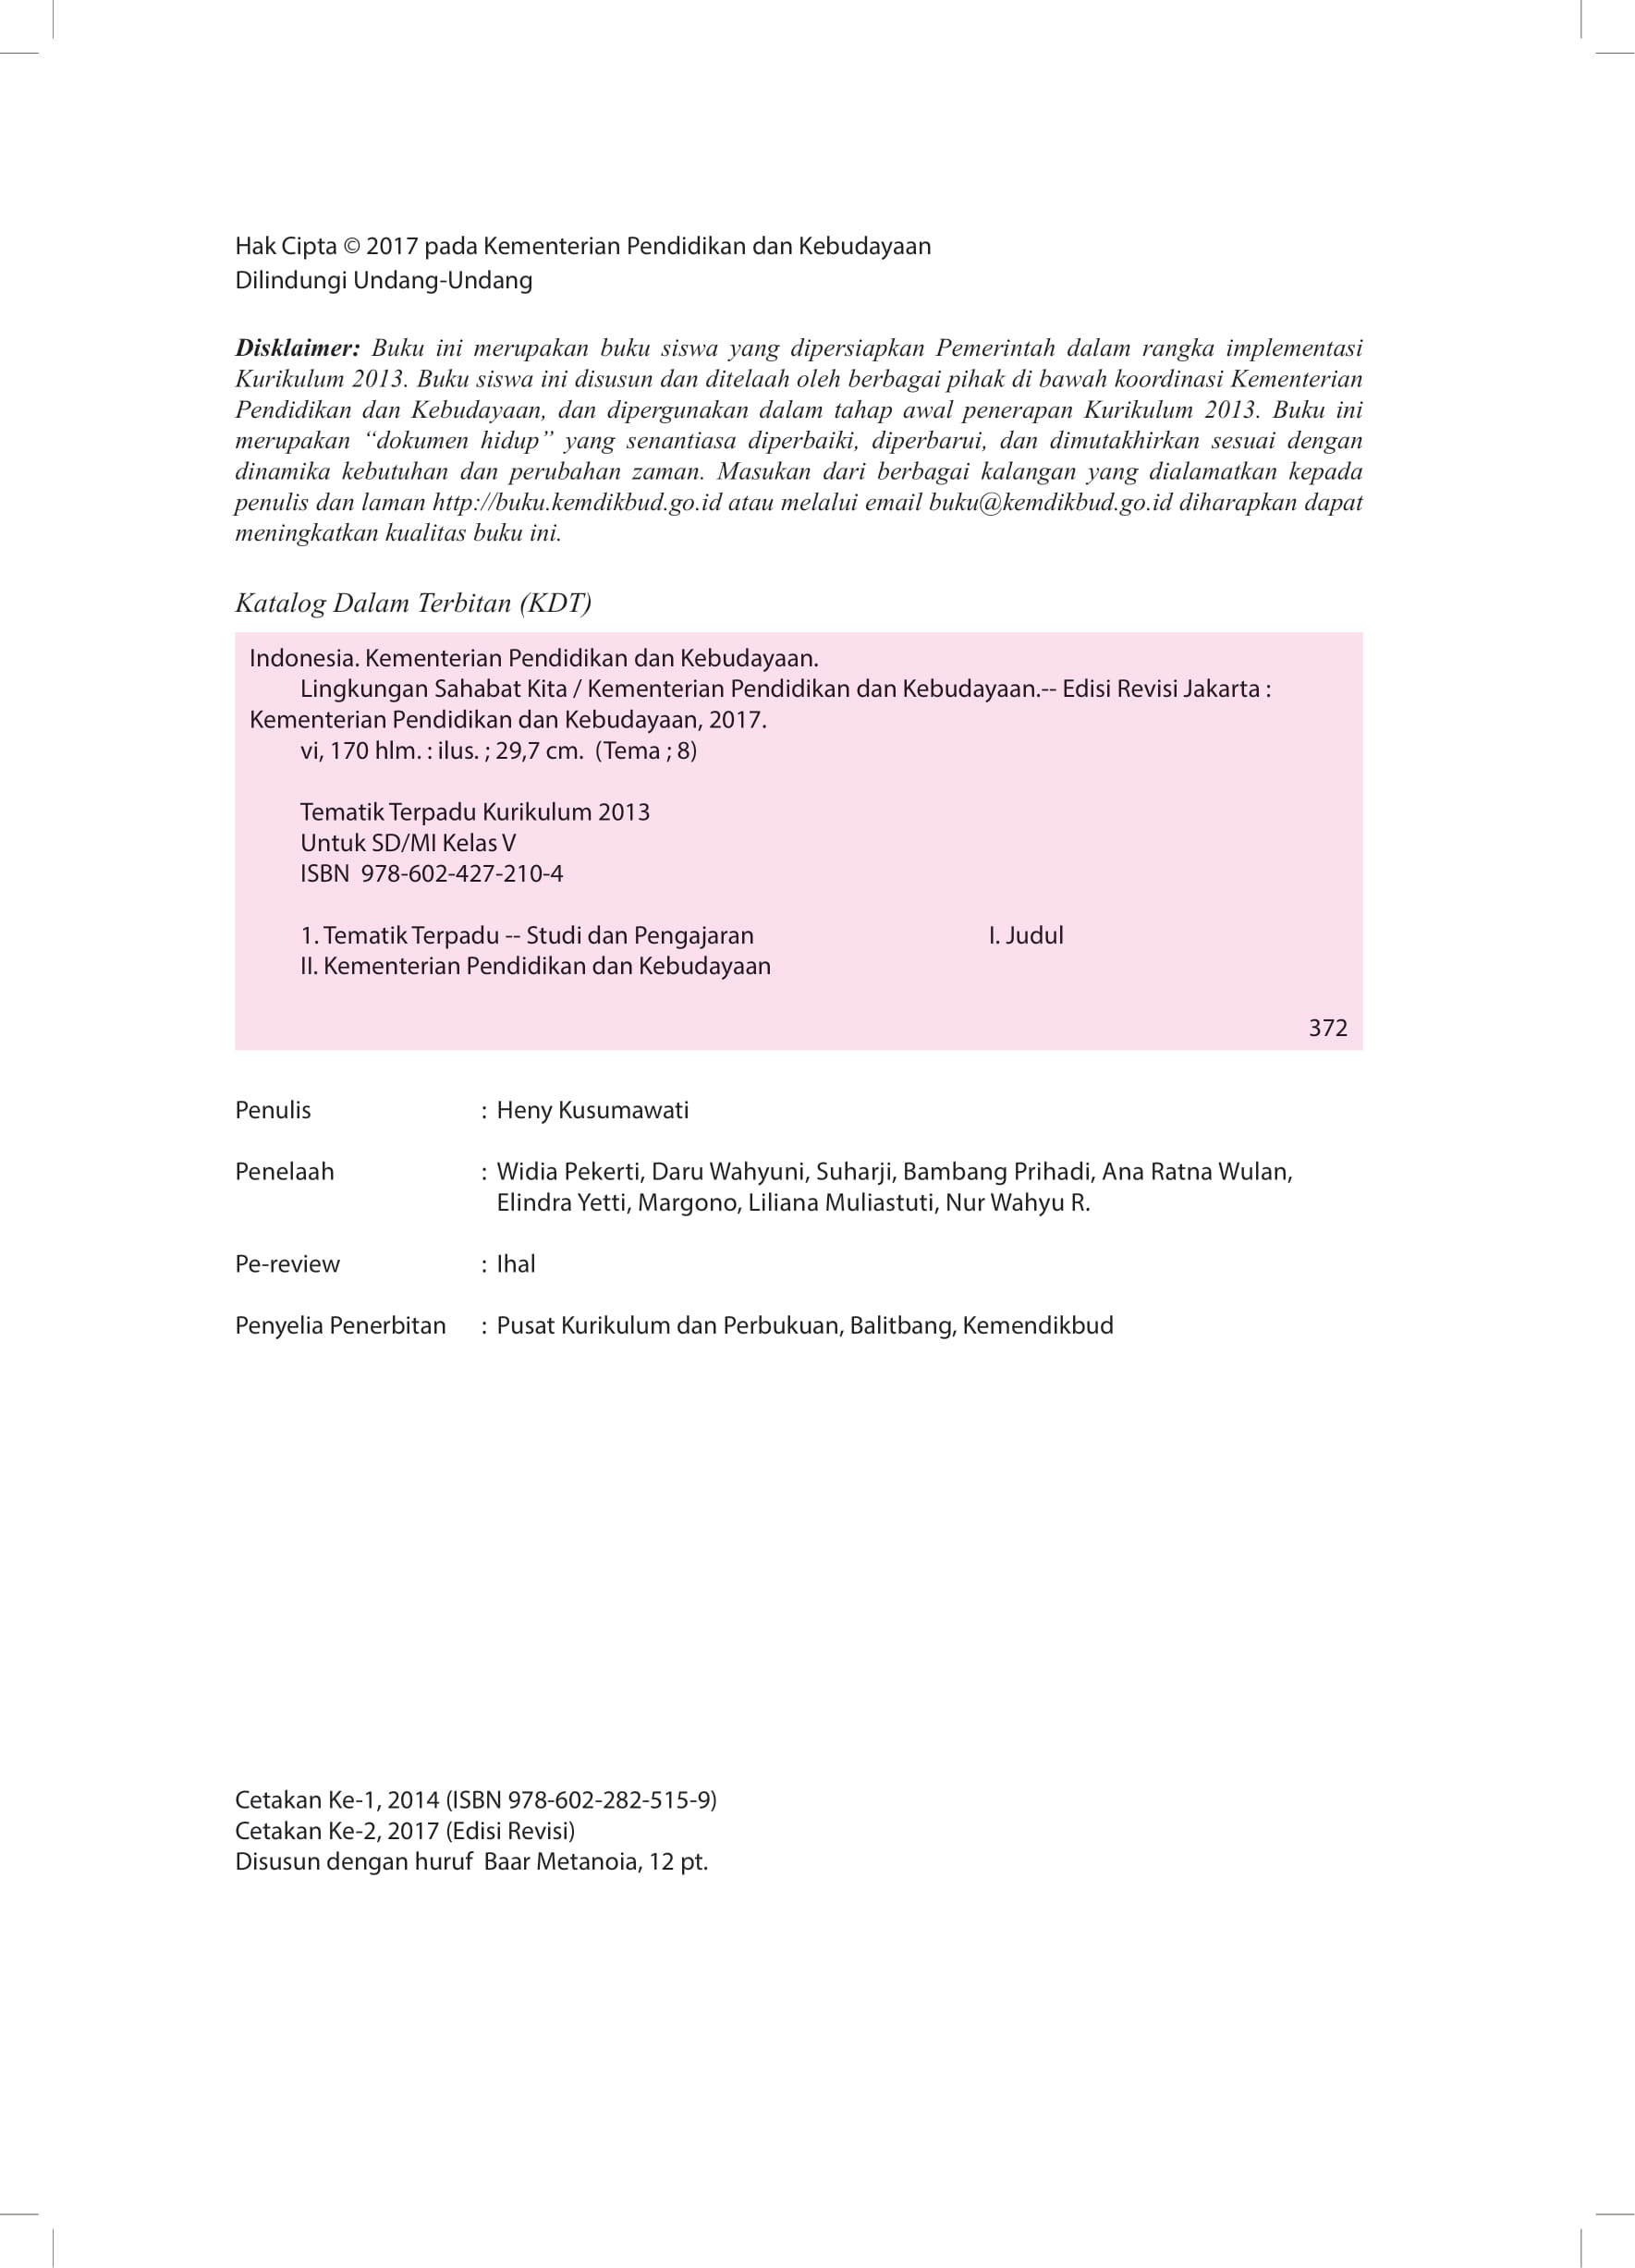 Hak Cipta © 2017 pada Kementerian Pendidikan dan Kebudayaan
Dilindungi Undang-Undang
Disklaimer: Buku ini merupakan buku siswa yang dipersiapkan Pemerintah dalam rangka implementasi
Kurikulum 2013. Buku siswa ini disusun dan ditelaah oleh berbagai pihak di bawah koordinasi Kementerian
Pendidikan dan Kebudayaan, dan dipergunakan dalam tahap awal penerapan Kurikulum 2013. Buku ini
merupakan “dokumen hidup” yang senantiasa diperbaiki, diperbarui, dan dimutakhirkan sesuai dengan
dinamika kebutuhan dan perubahan zaman. Masukan dari berbagai kalangan yang dialamatkan kepada
penulis dan laman http://buku.kemdikbud.go.id atau melalui email buku@kemdikbud.go.id diharapkan dapat
meningkatkan kualitas buku ini.
Katalog Dalam Terbitan (KDT)
Indonesia. Kementerian Pendidikan dan Kebudayaan.
Lingkungan Sahabat Kita / Kementerian Pendidikan dan Kebudayaan.-- Edisi Revisi Jakarta :
Kementerian Pendidikan dan Kebudayaan, 2017.
vi, 170 hlm. : ilus. ; 29,7 cm. (Tema ; 8)
Tematik Terpadu Kurikulum 2013
Untuk SD/MI Kelas V
ISBN 978-602-427-210-4
1. Tematik Terpadu -- Studi dan Pengajaran I. Judul
II. Kementerian Pendidikan dan Kebudayaan
372
Penulis : Heny Kusumawati
Penelaah : Widia Pekerti, Daru Wahyuni, Suharji, Bambang Prihadi, Ana Ratna Wulan,
Elindra Yetti, Margono, Liliana Muliastuti, Nur Wahyu R.
Pe-review : Ihal
Penyelia Penerbitan : Pusat Kurikulum dan Perbukuan, Balitbang, Kemendikbud
Cetakan Ke-1, 2014 (ISBN 978-602-282-515-9)
Cetakan Ke-2, 2017 (Edisi Revisi)
Disusun dengan huruf Baar Metanoia, 12 pt.